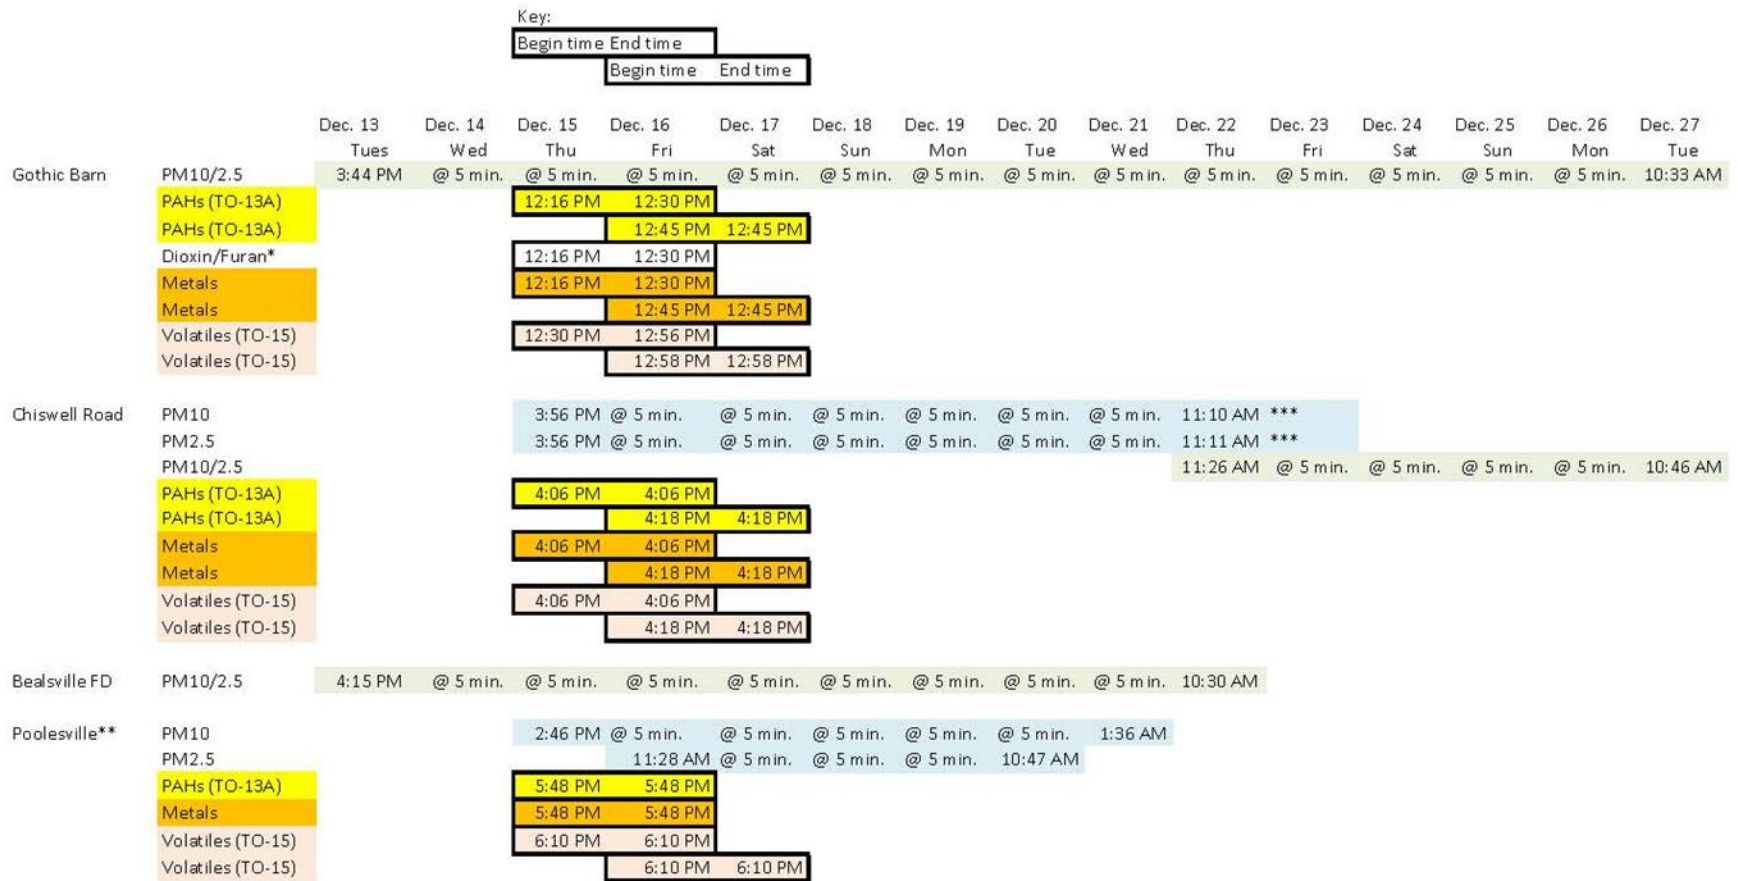 Key:
Begin time End time
Begin time End time
Dec. 13 Dec. 14 Dec. 15 Dec. 16 Dec. 17 Dec. 18 Dec. 19 Dec. 20 Dec. 21 Dec. 22 Dec. 23 Dec. 24 Dec. 25 Dec. 26 Dec. 27
Tues Wed Thu Fri Sat Sun Mon Tue Wed Thu Fri Sat Sun Mon Tue
Gothic Barn PM10/2.5 3:44 PM @ 5 min. @ 5 min. @ 5 min. @ 5 min. @ 5 min. @ 5 min. @ 5 min. @ 5 min. @ 5 min. @ 5 min. @ 5 min. @ 5 min. @ 5 min. 10:33 AM
PAHs (TO-13A) 12:16 PM 12:30 PM
PAHs (TO-13A) 12:45 PM 12:45 PM
Dioxin/Furan* 12:16 PM 12:30 PM
Metals 12:16 PM 12:30 PM
Metals 12:45 PM 12:45 PM
Volatiles (TO-15) 12:30 PM 12:56 PM
Volatiles (TO-15) 12:58 PM 12:58 PM
Chiswell Road PM10 3:56 PM @ 5 min. @ 5 min. @ 5 min. @ 5 min. @ 5 min. @ 5 min. 11:10 AM ***
PM2.5 3:56 PM @ 5 min. @ 5 min. @ 5 min. @ 5 min. @ 5 min. @ 5 min. 11:11 AM ***
PM10/2.5 11:26 AM @ 5 min. @ 5 min. @ 5 min. @ 5 min. 10:46 AM
PAHs (TO-13A) 4:06 PM 4:06 PM
PAHs (TO-13A) 4:18 PM 4:18 PM
Metals 4:06 PM 4:06 PM
Metals 4:18 PM 4:18 PM
Volatiles (TO-15) 4:06 PM 4:06 PM
Volatiles (TO-15) 4:18 PM 4:18 PM
Bealsville FD PM10/2.5 4:15 PM @ 5 min. @ 5 min. @ 5 min. @ 5 min. @ 5 min. @ 5 min. @ 5 min. @ 5 min. 10:30 AM
Poolesville** PM10 2:46 PM @ 5 min. @ 5 min. @ 5 min. @ 5 min. @ 5 min. 1:36 AM
PM2.5 11:28 AM @ 5 min. @ 5 min. @ 5 min. 10:47 AM
PAHs (TO-13A) 5:48 PM 5:48 PM
Metals 5:48 PM 5:48 PM
Volatiles (TO-15) 6:10 PM 6:10 PM
Volatiles (TO-15) 6:10 PM 6:10 PM